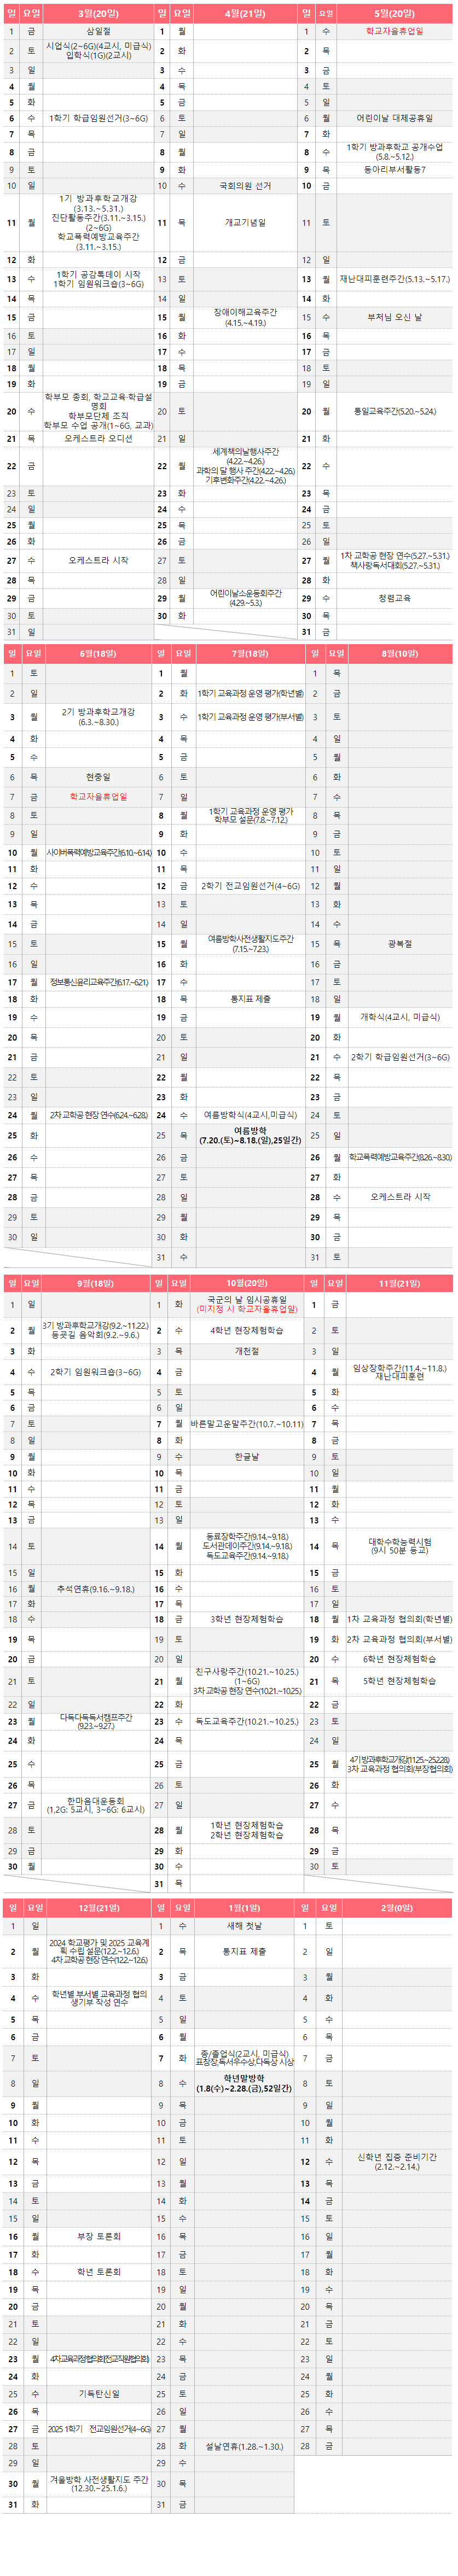 일 요일 3월(20일) 일 요일 4월(21일) 일 요일 5월(20일)
1 금 삼일절 1 월 1 수 학교자율휴업일
2 토 시업식(2~6G)(4교시, 미급식)
입학식(1G)(2교시) 2 화 2 목
3 일 3 수 3 금
4 월 4 목 4 토
5 화 5 금 5 일
6 수 1학기 학급임원선거(3~6G) 6 토 6 월 어린이날 대체공휴일
7 목 7 일 7 화
8 금 8 월 8 수 1학기 방과후학교 공개수업
(5.8.~5.12.)
9 토 9 화 9 목 동아리부서활동7
10 일 10 수 국회의원 선거 10 금
11 월 1기 방과후학교개강
(3.13.~5.31.)
진단활동주간(3.11.~3.15.)
(2~6G)
학교폭력예방교육주간
(3.11.~3.15.) 11 목 개교기념일 11 토
12 화 12 금 12 일
13 수 1학기 공감톡데이 시작
1학기 임원워크숍(3~6G) 13 토 13 월 재난대피훈련주간(5.13.~5.17.)
14 목 14 일 14 화
15 금 15 월 장애이해교육주간
(4.15.~4.19.) 15 수 부처님 오신 날
16 토 16 화 16 목
17 일 17 수 17 금
18 월 18 목 18 토
19 화 19 금 19 일
20 수 학부모 총회, 학교교육·학급설
명회
학부모단체 조직
학부모 수업 공개(1~6G, 교과) 20 토 20 월 통일교육주간(5.20.~5.24.)
21 목 오케스트라 오디션 21 일 21 화
22 금 22 월 세계책의날행사주간
(4.22.~4.26.)
과학의 달 행사 주간(4.22.~4.26.)
기후변화주간(4.22.~4.26.) 22 수
23 토 23 화 23 목
24 일 24 수 24 금
25 월 25 목 25 토
26 화 26 금 26 일
27 수 오케스트라 시작 27 토 27 월 1차 교학공 현장 연수(5.27.~5.31.)
책사랑독서대회(5.27.~5.31.)
28 목 28 일 28 화
29 금 29 월 어린이날소운동회주간
(4.29.~5.3.) 29 수 청렴교육
30 토 30 화 30 목
31 일 31 금
일 요일 6월(18일) 일 요일 7월(18일) 일 요일 8월(10일)
1 토 1 월 1 목
2 일 2 화 1학기 교육과정 운영 평가(학년별) 2 금
3 월 2기 방과후학교개강
(6.3.~8.30.) 3 수 1학기 교육과정 운영 평가(부서별) 3 토
4 화 4 목 4 일
5 수 5 금 5 월
6 목 현충일 6 토 6 화
7 금 학교자율휴업일 7 일 7 수
8 토 8 월 1학기 교육과정 운영 평가
학부모 설문(7.8.~7.12.) 8 목
9 일 9 화 9 금
10 월 사이버폭력예방교육주간(6.10.~6.14.) 10 수 10 토
11 화 11 목 11 일
12 수 12 금 2학기 전교임원선거(4~6G) 12 월
13 목 13 토 13 화
14 금 14 일 14 수
15 토 15 월 여름방학사전생활지도주간
(7.15.~7.23.) 15 목 광복절
16 일 16 화 16 금
17 월 정보통신윤리교육주간(6.17.~6.21.) 17 수 17 토
18 화 18 목 통지표 제출 18 일
19 수 19 금 19 월 개학식(4교시, 미급식)
20 목 20 토 20 화
21 금 21 일 21 수 2학기 학급임원선거(3~6G)
22 토 22 월 22 목
23 일 23 화 23 금
24 월 2차 교학공 현장 연수(6.24.~6.28.) 24 수 여름방학식(4교시,미급식) 24 토
25 화 25 목 여름방학
(7.20.(토)~8.18.(일),25일간) 25 일
26 수 26 금 26 월 학교폭력예방교육주간(8.26.~8.30.)
27 목 27 토 27 화
28 금 28 일 28 수 오케스트라 시작
29 토 29 월 29 목
30 일 30 화 30 금
31 수 31 토
일 요일 9월(18일) 일 요일 10월(20일) 일 요일 11월(21일)
1 일 1 화 국군의 날 임시공휴일
(미지정 시 학교자율휴업일) 1 금
2 월 3기 방과후학교개강(9.2.~11.22.)
등굣길 음악회(9.2.~9.6.) 2 수 4학년 현장체험학습 2 토
3 화 3 목 개천절 3 일
4 수 2학기 임원워크숍(3~6G) 4 금 4 월 임상장학주간(11.4.~11.8.)
재난대피훈련
5 목 5 토 5 화
6 금 6 일 6 수
7 토 7 월 바른말고운말주간(10.7.~10.11) 7 목
8 일 8 화 8 금
9 월 9 수 한글날 9 토
10 화 10 목 10 일
11 수 11 금 11 월
12 목 12 토 12 화
13 금 13 일 13 수
14 토 14 월 동료장학주간(9.14.~9.18.)
도서관데이주간(9.14.~9.18.)
독도교육주간(9.14.~9.18.) 14 목 대학수학능력시험
(9시 50분 등교)
15 일 15 화 15 금
16 월 추석연휴(9.16.~9.18.) 16 수 16 토
17 화 17 목 17 일
18 수 18 금 3학년 현장체험학습 18 월 1차 교육과정 협의회(학년별)
19 목 19 토 19 화 2차 교육과정 협의회(부서별)
20 금 20 일 20 수 6학년 현장체험학습
21 토 21 월 친구사랑주간(10.21.~10.25.)
(1~6G)
3차 교학공 현장 연수(10.21.~10.25.) 21 목 5학년 현장체험학습
22 일 22 화 22 금
23 월 다독다독독서캠프주간
(9.23.~9.27.) 23 수 독도교육주간(10.21.~10.25.) 23 토
24 화 24 목 24 일
25 수 25 금 25 월 4기 방과후학교개강(11.25.~25.2.28.)
3차 교육과정 협의회(부장협의회)
26 목 26 토 26 화
27 금 한마음대운동회
(1,2G: 5교시, 3~6G: 6교시) 27 일 27 수
28 토 28 월 1학년 현장체험학습
2학년 현장체험학습 28 목
29 금 29 화 29 금
30 월 30 수 30 토
31 목
일 요일 12월(21일) 일 요일 1월(1일) 일 요일 2월(0일)
1 일 1 수 새해 첫날 1 토
2 월 2024 학교평가 및 2025 교육계
획 수립 설문(12.2.~12.6.)
4차 교학공 현장 연수(12.2.~12.6.) 2 목 통지표 제출 2 일
3 화 3 금 3 월
4 수 학년별 부서별 교육과정 협의
생기부 작성 연수 4 토 4 화
5 목 5 일 5 수
6 금 6 월 6 목
7 토 7 화 종/졸업식(2교시, 미급식)
표창장,독서우수상,다독상 시상 7 금
8 일 8 수 학년말방학
(1.8(수)~2.28.(금),52일간) 8 토
9 월 9 목 9 일
10 화 10 금 10 월
11 수 11 토 11 화
12 목 12 일 12 수 신학년 집중 준비기간
(2.12.~2.14.)
13 금 13 월 13 목
14 토 14 화 14 금
15 일 15 수 15 토
16 월 부장 토론회 16 목 16 일
17 화 17 금 17 월
18 수 학년 토론회 18 토 18 화
19 목 19 일 19 수
20 금 20 월 20 목
21 토 21 화 21 금
22 일 22 수 22 토
23 월 4차교육과정협의회(전교직원협의회) 23 목 23 일
24 화 24 금 24 월
25 수 기독탄신일 25 토 25 화
26 목 26 일 26 수
27 금 2025 1학기 전교임원선거(4~6G) 27 월 27 목
28 토 28 화 설날연휴(1.28.~1.30.) 28 금
29 일 29 수
30 월 겨울방학 사전생활지도 주간
(12.30.~25.1.6.) 30 목
31 화 31 금